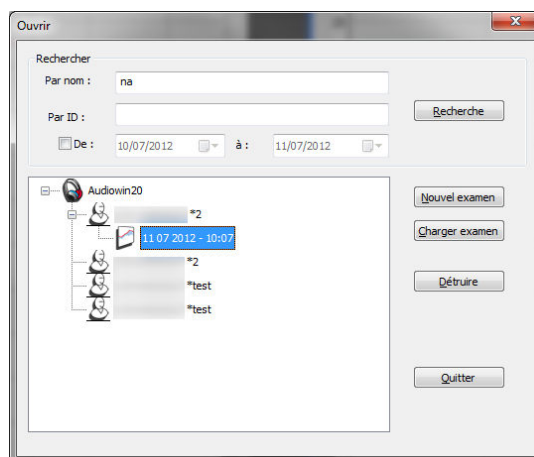 Ouvrir
Rechercher
Par nom : na
Par ID :
Recherche
De : 10/07/2012 à : 11/07/2012
Audiowin20
Nouvel examen
*2
11 07 2012 - 10:07
Charger examen
*2
*test
Détruire
*test
Quitter